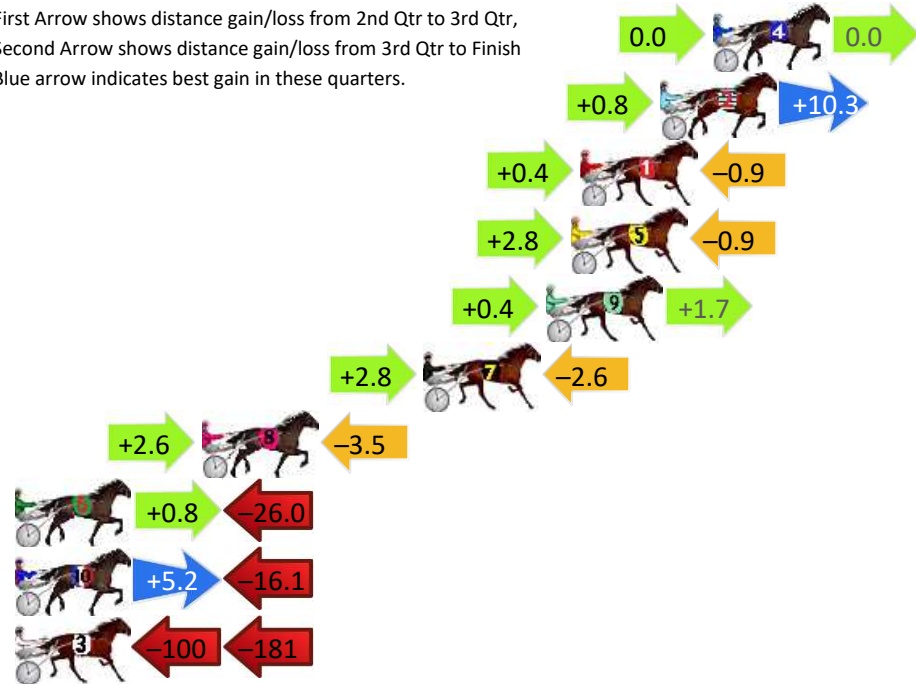 First Arrow shows distance gain/loss from 2nd Qtr to 3rd Qtr,
Second Arrow shows distance gain/loss from 3rd Qtr to Finish
Blue arrow indicates best gain in these quarters.
0.0 4 0.0
+0.8 2 +10.3
+0.4 1 –0.9
+2.8 5 –0.9
+0.4 9 +1.7
+2.8 7 –2.6
+2.6 8 –3.5
6 +0.8 –26.0
10 +5.2 –16.1
3 –100 –181